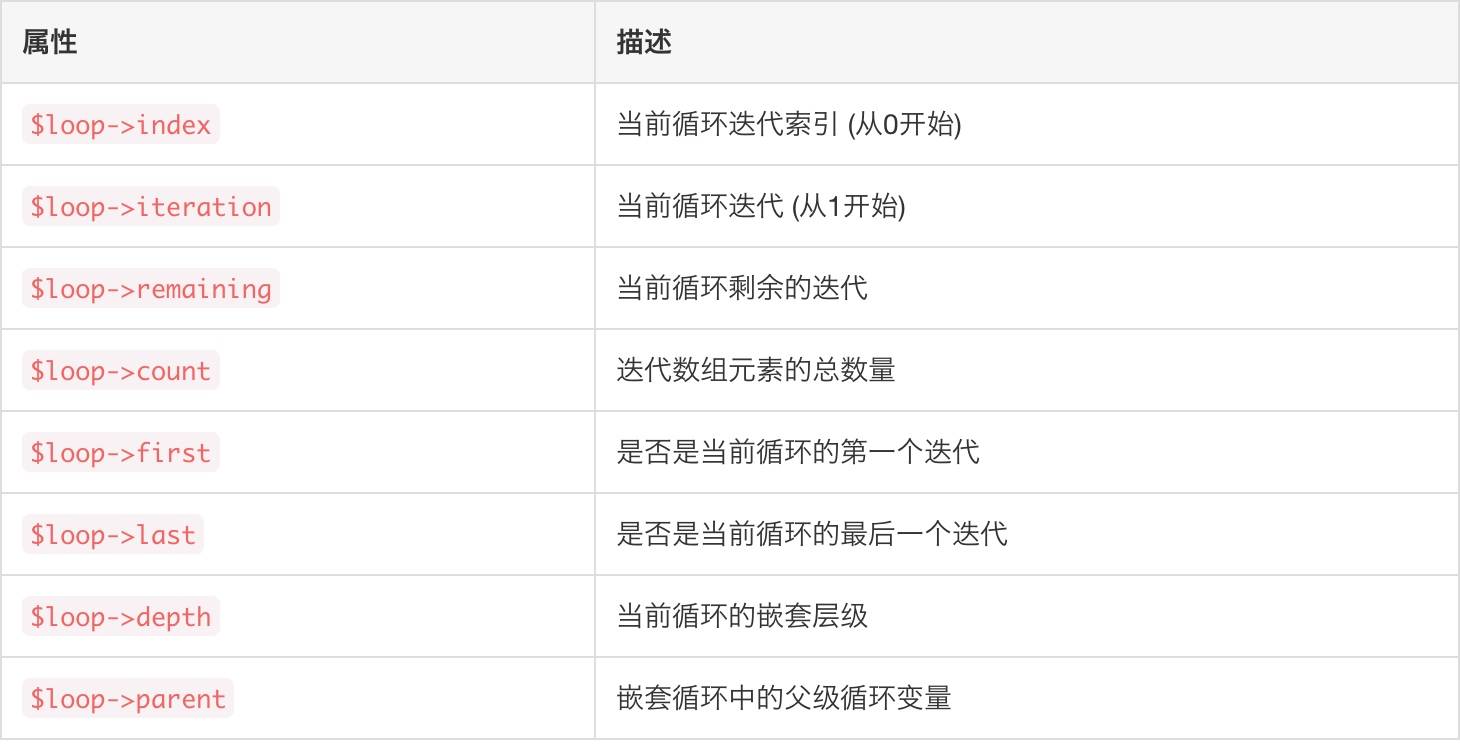 属性 描述
$loop->index 当前循环迭代索引 (从0开始)
$loop->iteration 当前循环迭代 (从1开始)
$loop->remaining 当前循环剩余的迭代
$loop->count 迭代数组元素的总数量
$loop->first 是否是当前循环的第一个迭代
$loop->last 是否是当前循环的最后一个迭代
$loop->depth 当前循环的嵌套层级
$loop->parent 嵌套循环中的父级循环变量